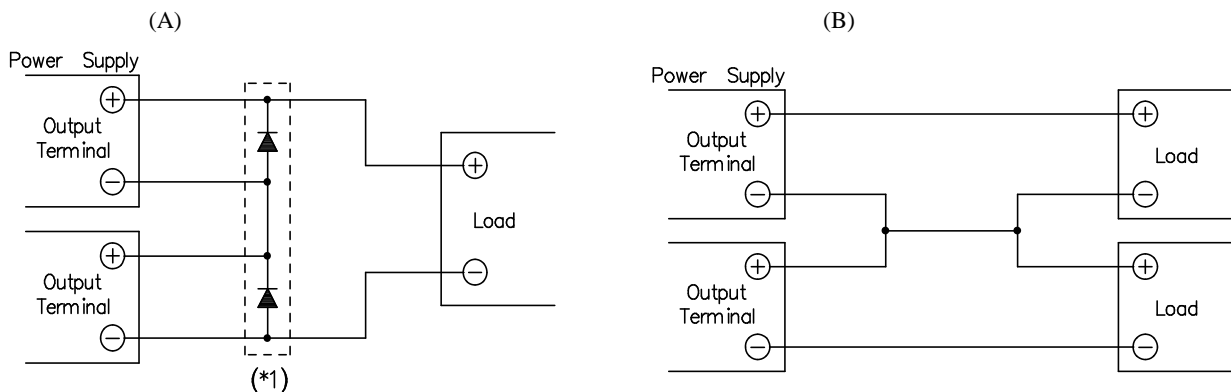 (A)
Power Supply
+
Output
Terminal
-
+
Output
Terminal
-
+
Load
-
(*1)
(B)
Power Supply
+
Output
Terminal
-
+
Output
Terminal
-
+
Load
-
+
Load
-